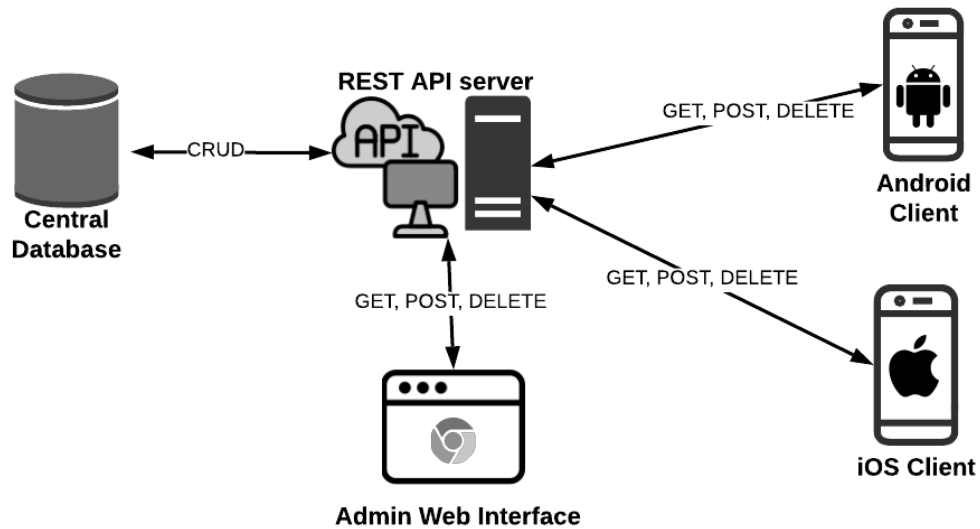 REST API server
API
GET, POST, DELETE
CRUD
Android
Client
Central
Database
GET, POST, DELETE
GET, POST, DELETE
iOS Client
Admin Web Interface